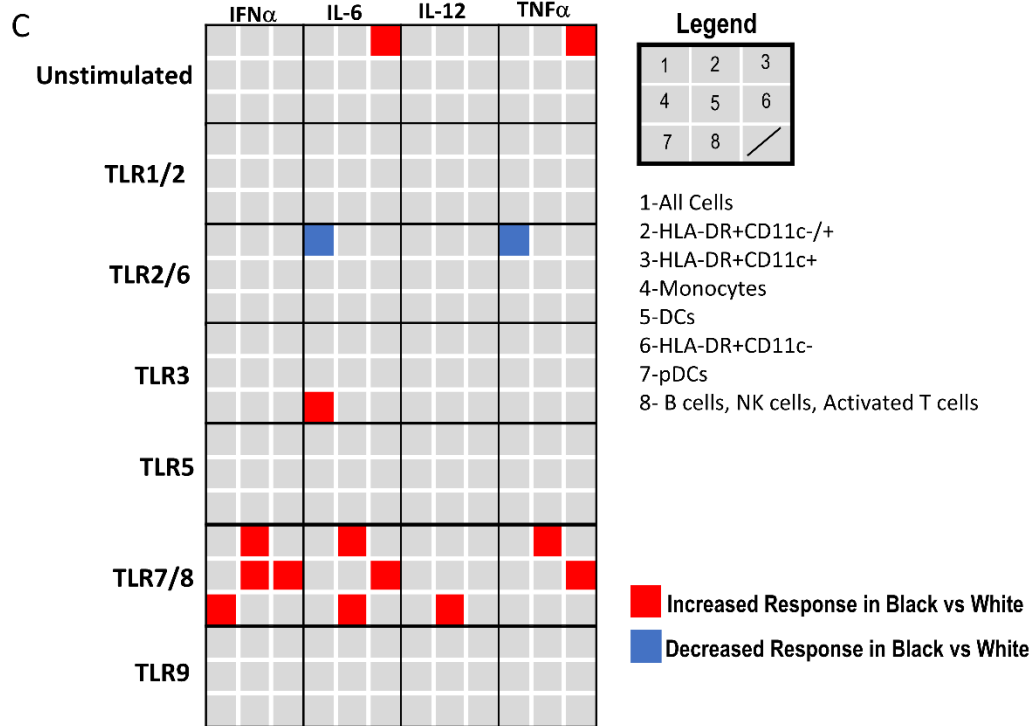 C
IFNα IL-6 IL-12 TNFα
Unstimulated
TLR1/2
TLR2/6
TLR3
TLR5
TLR7/8
TLR9
Legend
1 2 3
4 5 6
7 8
1-All Cells
2-HLA-DR+CD11c-/+
3-HLA-DR+CD11c+
4-Monocytes
5-DCs
6-HLA-DR+CD11c-
7-pDCs
8- B cells, NK cells, Activated T cells
Increased Response in Black vs White
Decreased Response in Black vs White